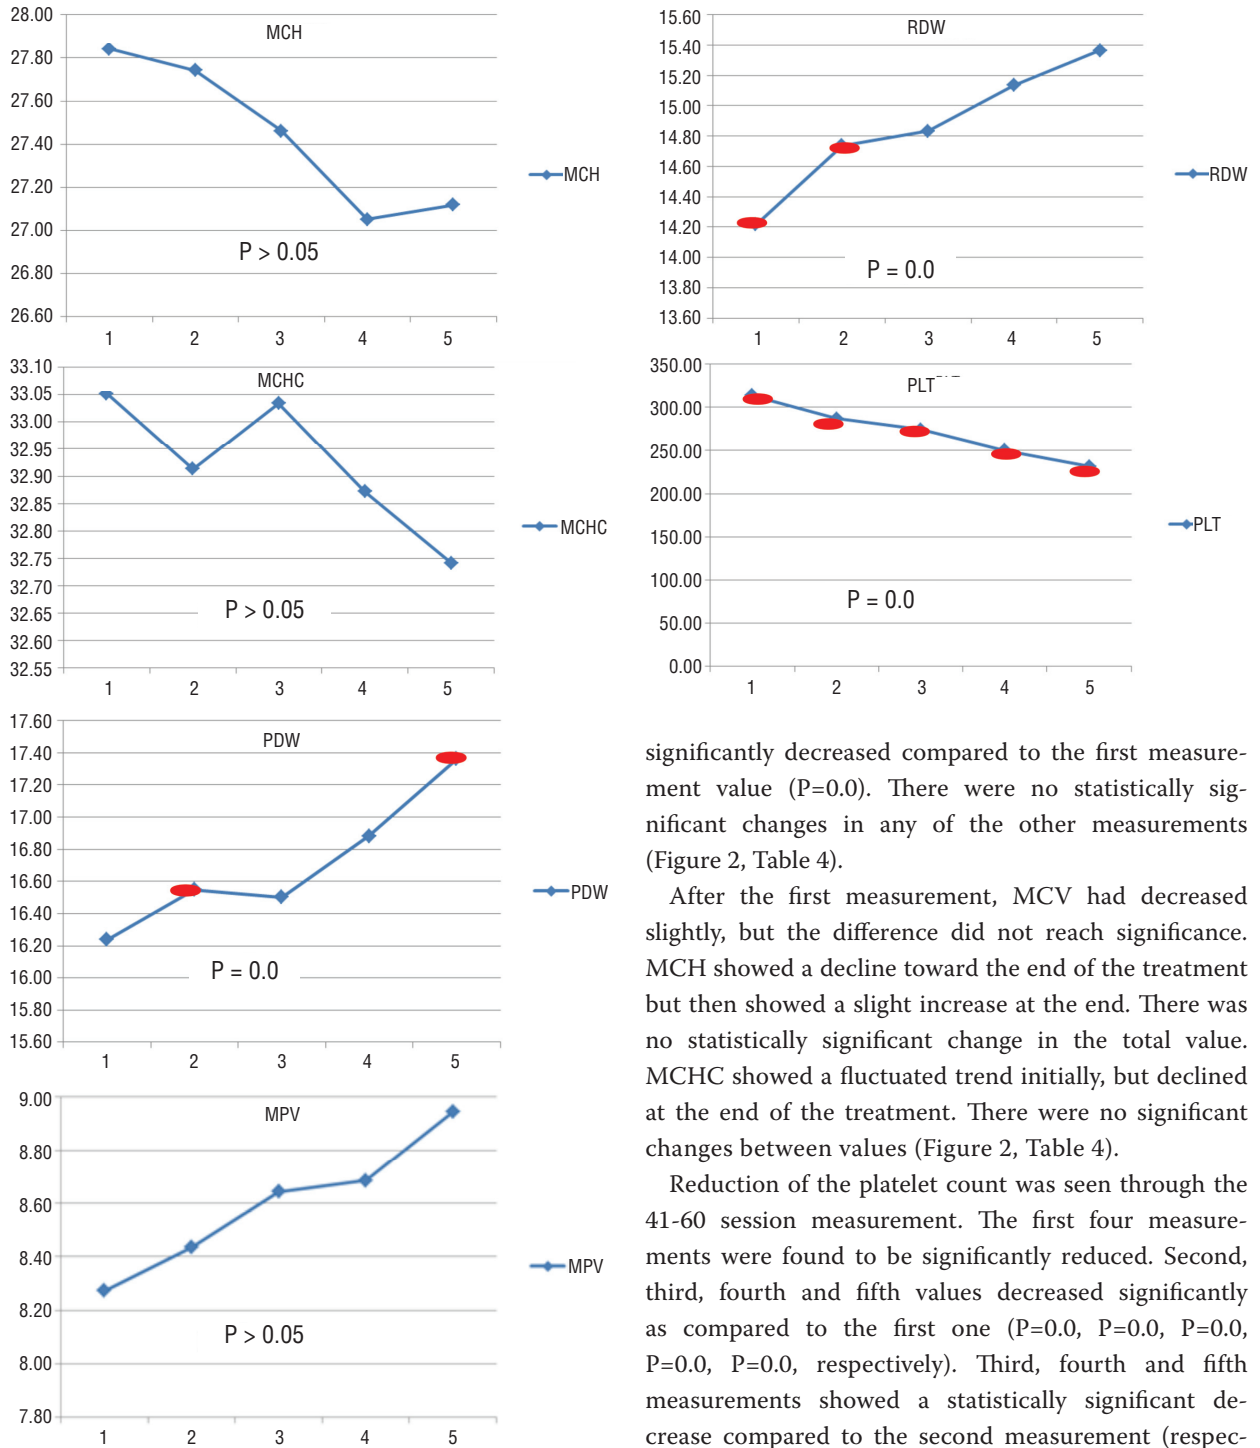 MCH
28.00
27.80
27.60
27.40
27.20
27.00
26.80
26.60
MCH
P > 0.05
1 2 3 4 5
MCHC
33.10
33.05
33.00
32.95
32.90
32.85
32.80
32.75
32.70
32.65
32.60
32.55
MCHC
P > 0.05
1 2 3 4 5
PDW
17.60
17.40
17.20
17.00
16.80
16.60
16.40
16.20
16.00
15.80
15.60
PDW
P = 0.0
1 2 3 4 5
MPV
9.00
8.80
8.60
8.40
8.20
8.00
7.80
MPV
P > 0.05
1 2 3 4 5
RDW
15.60
15.40
15.20
15.00
14.80
14.60
14.40
14.20
14.00
13.80
13.60
RDW
P = 0.0
1 2 3 4 5
PLT
350.00
300.00
250.00
200.00
150.00
100.00
50.00
0.00
PLT
P = 0.0
1 2 3 4 5
significantly decreased compared to the first measure-
ment value (P=0.0). There were no statistically sig-
nificant changes in any of the other measurements
(Figure 2, Table 4).
After the first measurement, MCV had decreased
slightly, but the difference did not reach significance.
MCH showed a decline toward the end of the treatment
but then showed a slight increase at the end. There was
no statistically significant change in the total value.
MCHC showed a fluctuated trend initially, but declined
at the end of the treatment. There were no significant
changes between values (Figure 2, Table 4).
Reduction of the platelet count was seen through the
41-60 session measurement. The first four measure-
ments were found to be significantly reduced. Second,
third, fourth and fifth values decreased significantly
as compared to the first one (P=0.0, P=0.0, P=0.0,
P=0.0, P=0.0, respectively). Third, fourth and fifth
measurements showed a statistically significant de-
crease compared to the second measurement (respec-